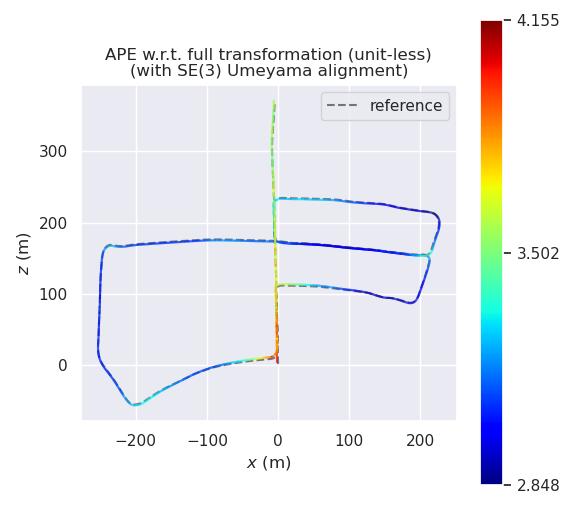 APE w.r.t. full transformation (unit-less)
(with SE(3) Umeyama alignment)
4.155
reference
300
200
3.502
100
0
−200 −100 0 100 200
2.848
x (m)
z (m)